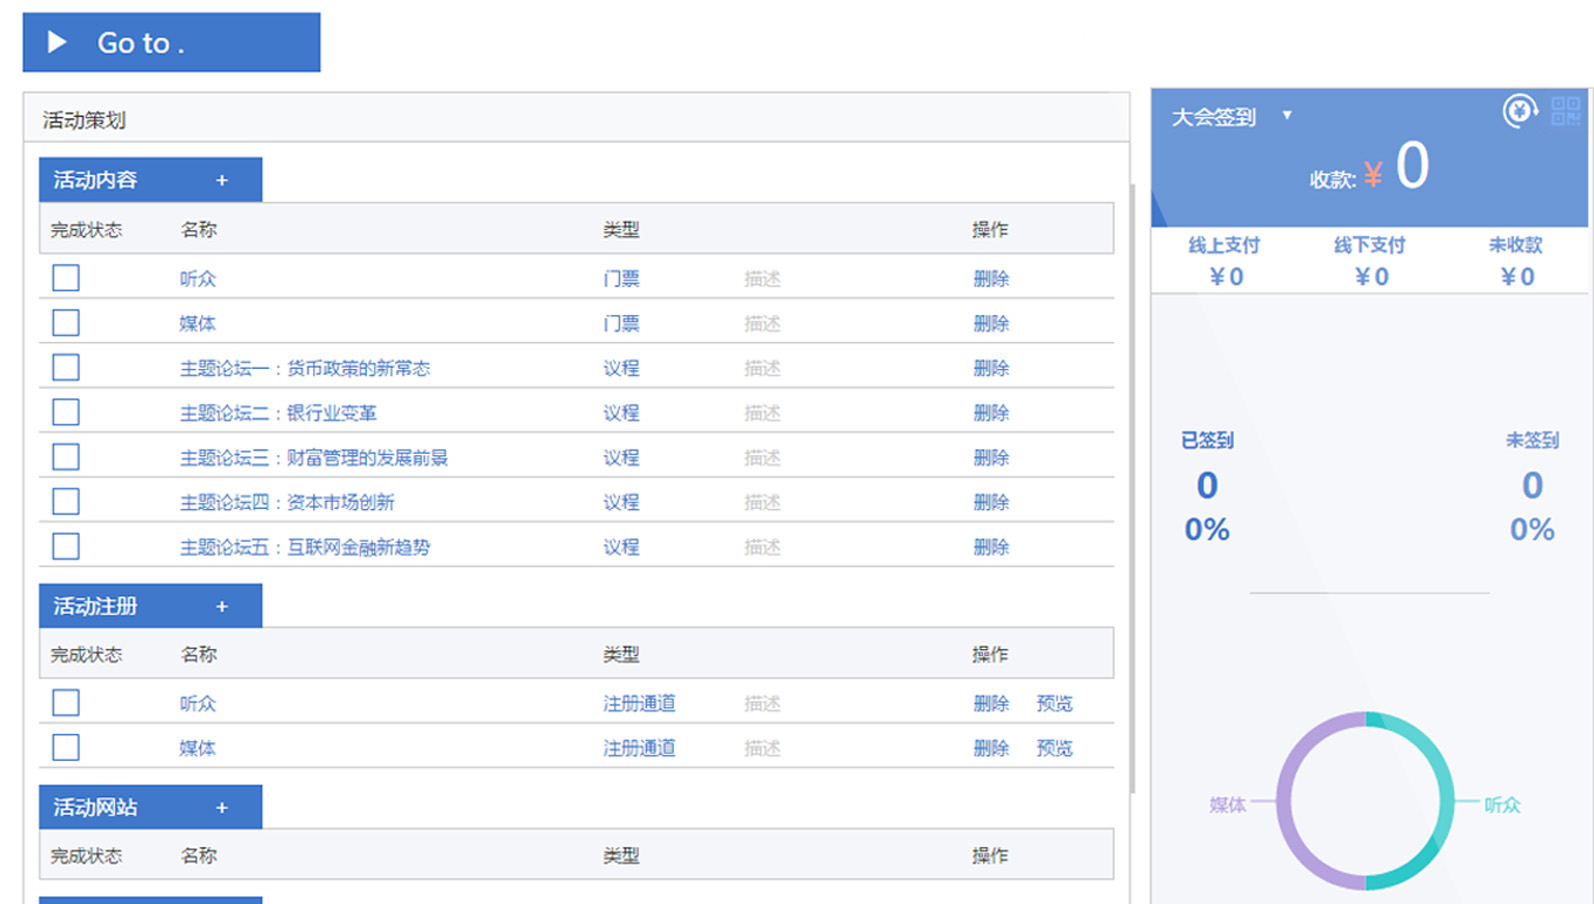 Go to .
活动策划
活动内容 +
完成状态 名称 类型 操作
听众 门票 描述 删除
媒体 门票 描述 删除
主题论坛一：货币政策的新常态 议程 描述 删除
主题论坛二：银行业变革 议程 描述 删除
主题论坛三：财富管理的发展前景 议程 描述 删除
主题论坛四：资本市场创新 议程 描述 删除
主题论坛五：互联网金融新趋势 议程 描述 删除
活动注册 +
完成状态 名称 类型 操作
听众 注册通道 描述 删除 预览
媒体 注册通道 描述 删除 预览
活动网站 +
完成状态 名称 类型 操作
大会签到
收款: ¥ 0
线上支付 线下支付 未收款
¥0 ¥0 ¥0
已签到 未签到
0 0
0% 0%
媒体 听众